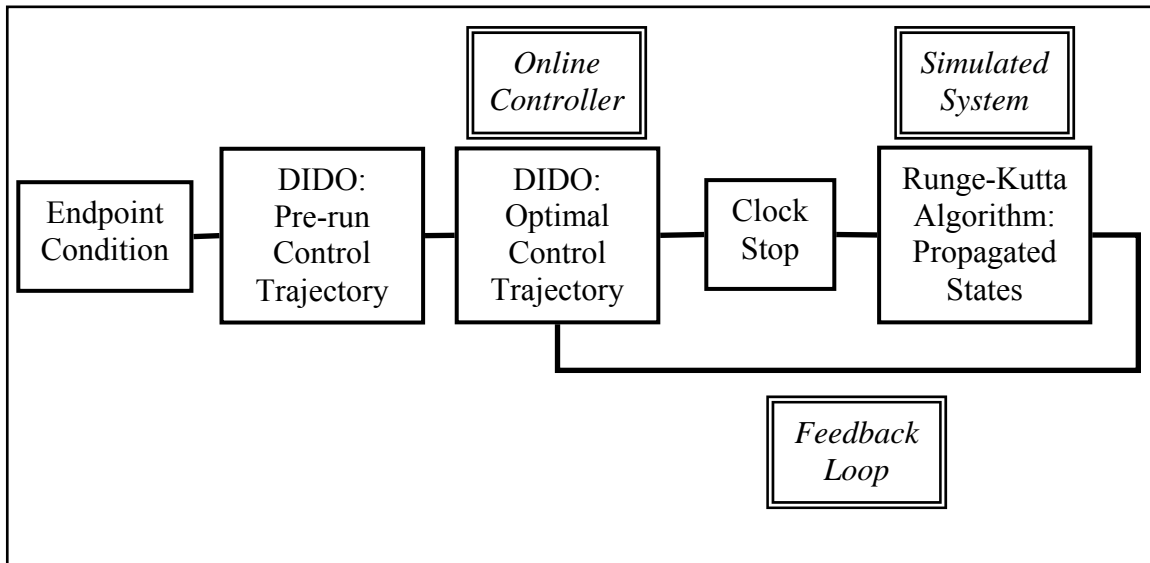 Online
Controller
Simulated
System
Endpoint
Condition
DIDO:
Pre-run
Control
Trajectory
DIDO:
Optimal
Control
Trajectory
Clock
Stop
Runge-Kutta
Algorithm:
Propagated
States
Feedback
Loop